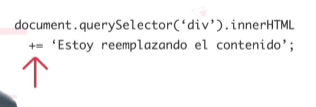 document.querySelector(‘div’).innerHTML
+= ‘Estoy reemplazando el contenido’;